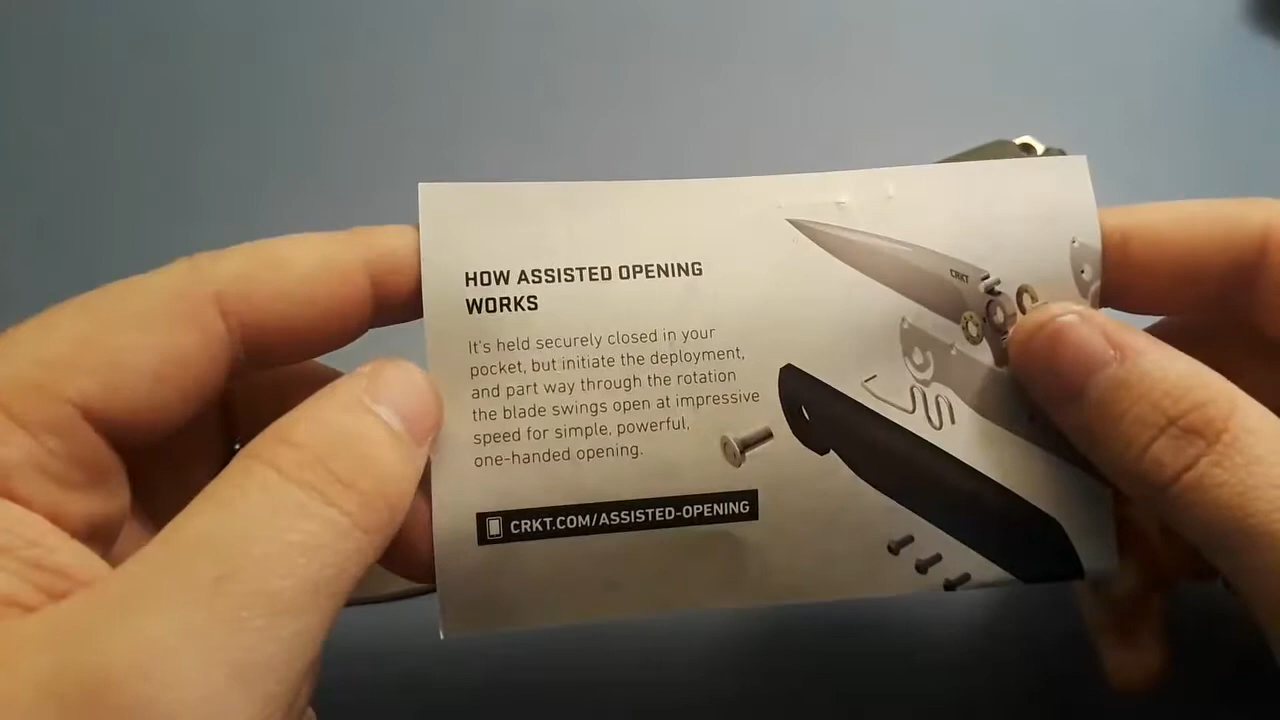 HOW ASSISTED OPENING
WORKS
It's held securely closed in your
pocket, but initiate the deployment,
and part way through the rotation
the blade swings open at impressive
speed for simple, powerful,
one-handed opening.
CRKT.COM/ASSISTED-OPENING
CRKT